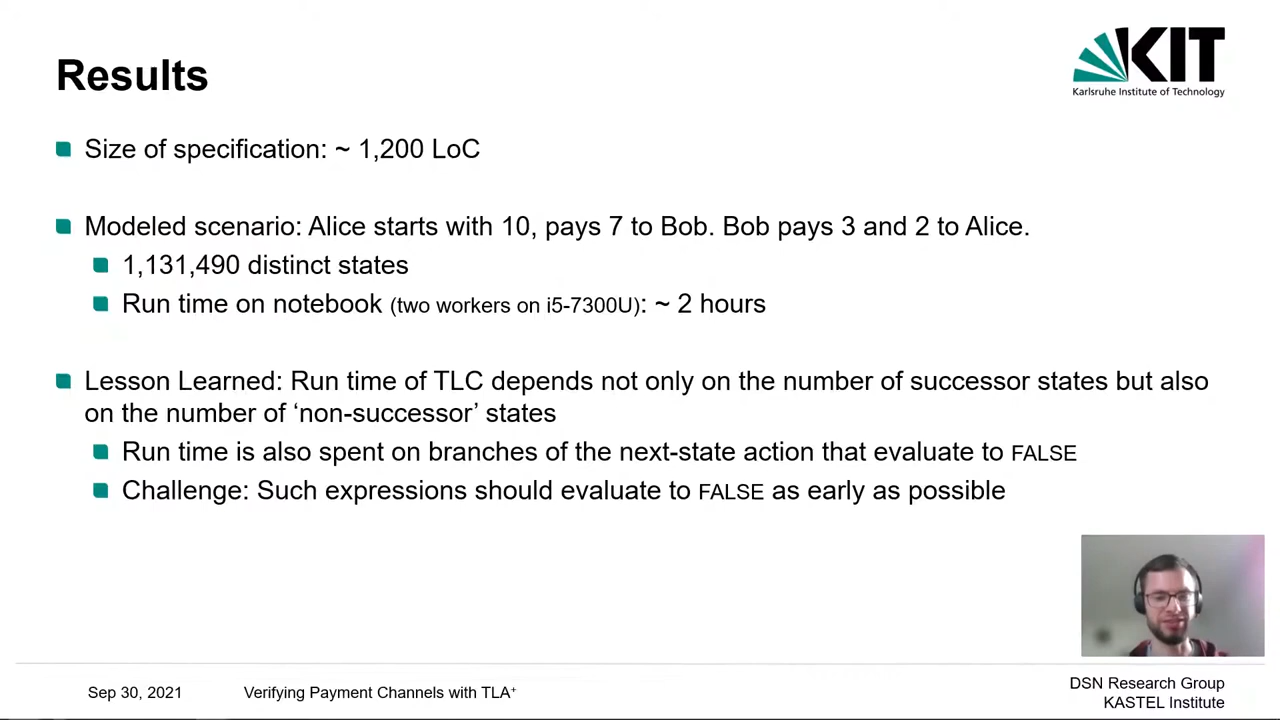 Results
KIT
Karlsruhe Institute of Technology
Size of specification: ~ 1,200 LoC
Modeled scenario: Alice starts with 10, pays 7 to Bob. Bob pays 3 and 2 to Alice.
1,131,490 distinct states
Run time on notebook (two workers on i5-7300U): ~ 2 hours
Lesson Learned: Run time of TLC depends not only on the number of successor states but also
on the number of ‘non-successor’ states
Run time is also spent on branches of the next-state action that evaluate to FALSE
Challenge: Such expressions should evaluate to FALSE as early as possible
Sep 30, 2021
Verifying Payment Channels with TLA⁺
DSN Research Group
KASTEL Institute